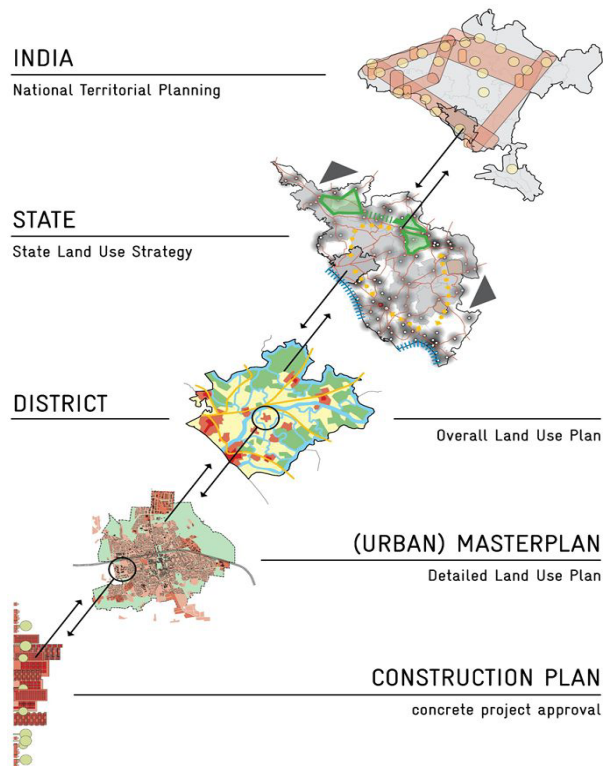 INDIA
National Territorial Planning
STATE
State Land Use Strategy
DISTRICT
Overall Land Use Plan
(URBAN) MASTERPLAN
Detailed Land Use Plan
CONSTRUCTION PLAN
concrete project approval